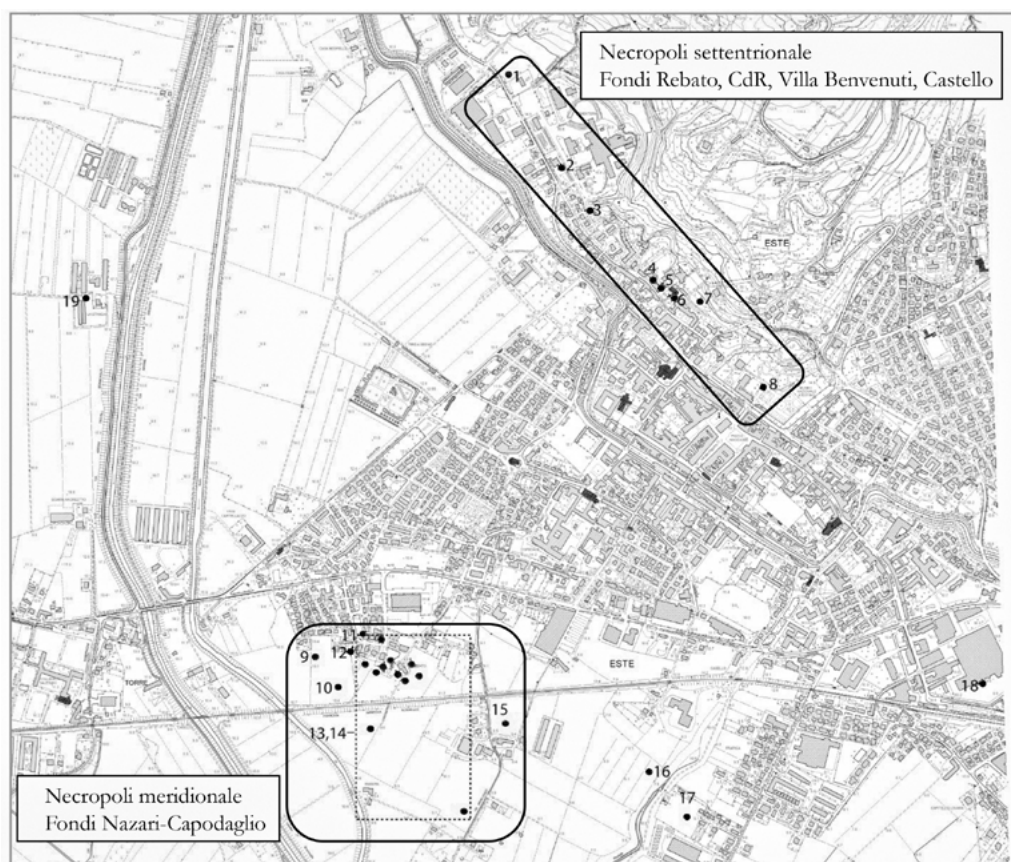 Necropoli settentrionale
Fondi Rebato, CdR, Villa Benvenuti, Castello
1
2
3
ESTE
4
5
6
7
19
8
11
12
9
ESTE
10
TORRE
18
15
13,14
16
17
Necropoli meridionale
Fondi Nazari-Capodaglio